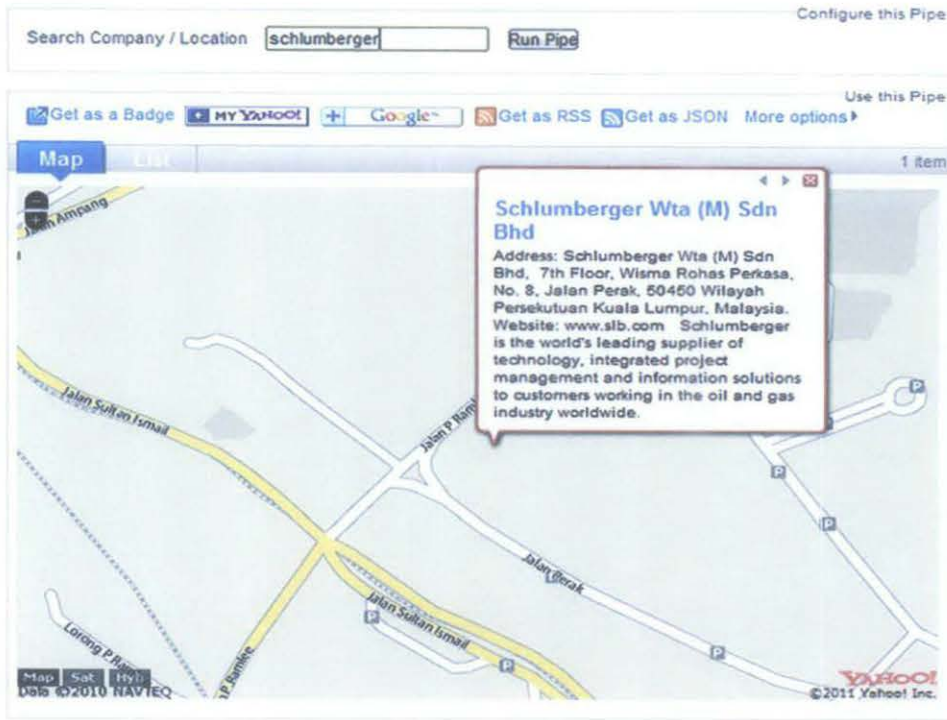 Configure this Pipe
Search Company / Location schlumberger Run Pipe
Use this Pipe
Get as a Badge MY YAHOO! Google Get as RSS Get as JSON More options
Map List 1 item
Schlumberger Wta (M) Sdn
Bhd
Address: Schlumberger Wta (M) Sdn
Bhd, 7th Floor, Wisma Rohas Perkasa,
No. 8, Jalan Perak, 50450 Wilayah
Persekutuan Kuala Lumpur, Malaysia.
Website: www.slb.com Schlumberger
is the world's leading supplier of
technology, integrated project
management and information solutions
to customers working in the oil and gas
industry worldwide.
Jalan Ampang
Jalan Sultan Ismail
Jalan P Ramlee
P
P
P
Jalan Perak
Jalan Sultan Ismail
P
P
P
Lorong P
P Ramlee
Map Sat Hyb
Data ©2010 NAVTEQ
YAHOO!
©2011 Yahoo! Inc.